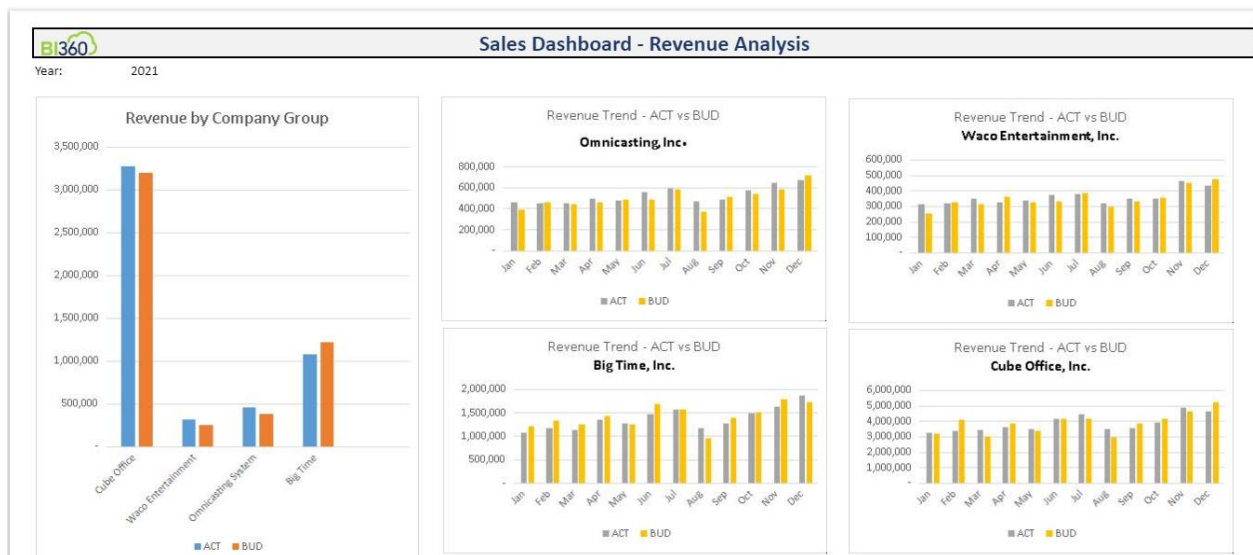 BI360
Sales Dashboard - Revenue Analysis
Year: 2021
Revenue by Company Group
3,500,000
3,000,000
2,500,000
2,000,000
1,500,000
1,000,000
500,000
-
Cube Office
Waco Entertainment
Omnicasting System
Big Time
ACT BUD
Revenue Trend - ACT vs BUD
Omnicasting, Inc.
800,000
600,000
400,000
200,000
-
Jan Feb Mar Apr May Jun Jul Aug Sep Oct Nov Dec
ACT BUD
Revenue Trend - ACT vs BUD
Waco Entertainment, Inc.
600,000
500,000
400,000
300,000
200,000
100,000
-
Jan Feb Mar Apr May Jun Jul Aug Sep Oct Nov Dec
ACT BUD
Revenue Trend - ACT vs BUD
Big Time, Inc.
2,000,000
1,500,000
1,000,000
500,000
-
Jan Feb Mar Apr May Jun Jul Aug Sep Oct Nov Dec
ACT BUD
Revenue Trend - ACT vs BUD
Cube Office, Inc.
6,000,000
5,000,000
4,000,000
3,000,000
2,000,000
1,000,000
-
Jan Feb Mar Apr May Jun Jul Aug Sep Oct Nov Dec
ACT BUD